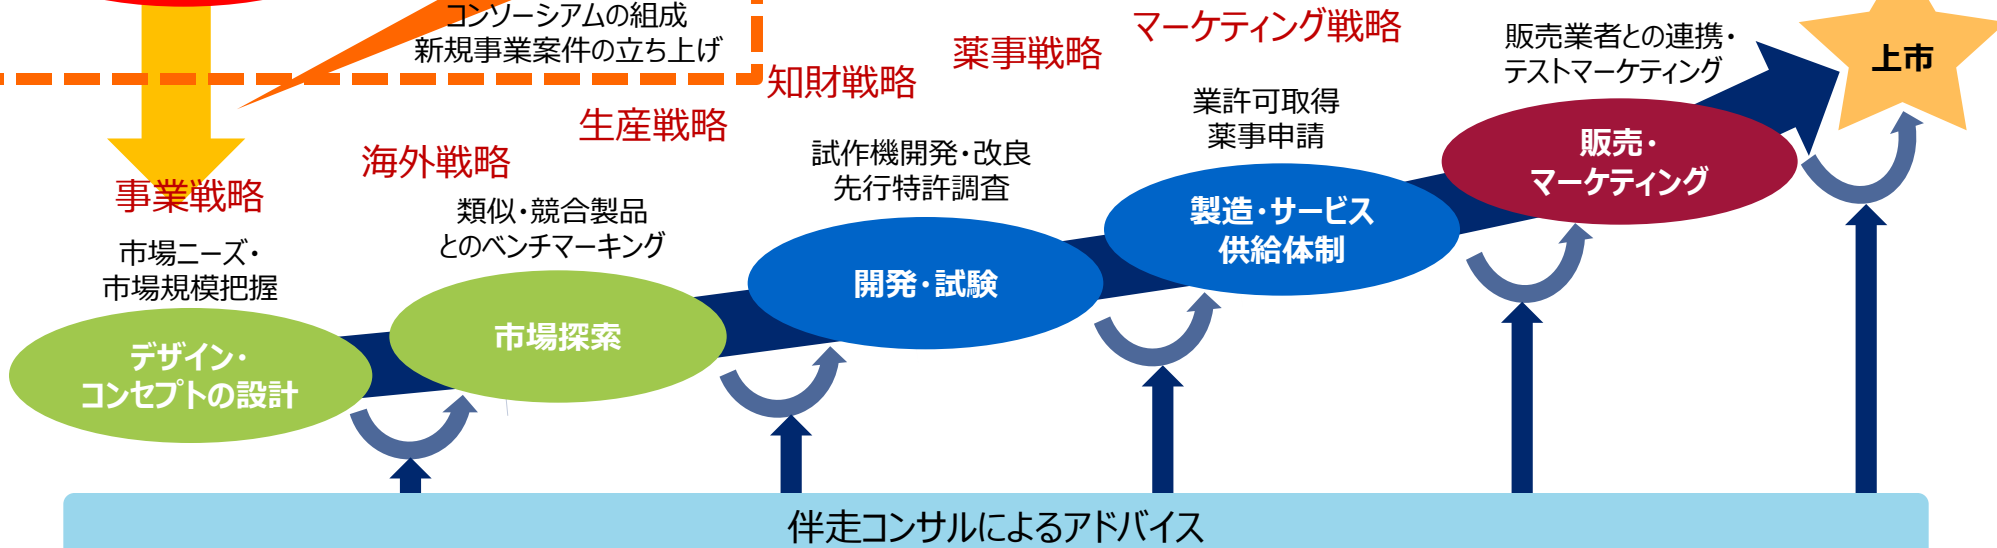 コンソーシアムの組成
新規事業案件の立ち上げ
事業戦略
海外戦略
生産戦略
知財戦略
薬事戦略
マーケティング戦略
市場ニーズ・
市場規模把握
類似・競合製品
とのベンチマーキング
試作機開発・改良
先行特許調査
業許可取得
薬事申請
販売業者との連携・
テストマーケティング
デザイン・
コンセプトの設計
市場探索
開発・試験
製造・サービス
供給体制
販売・
マーケティング
上市
伴走コンサルによるアドバイス